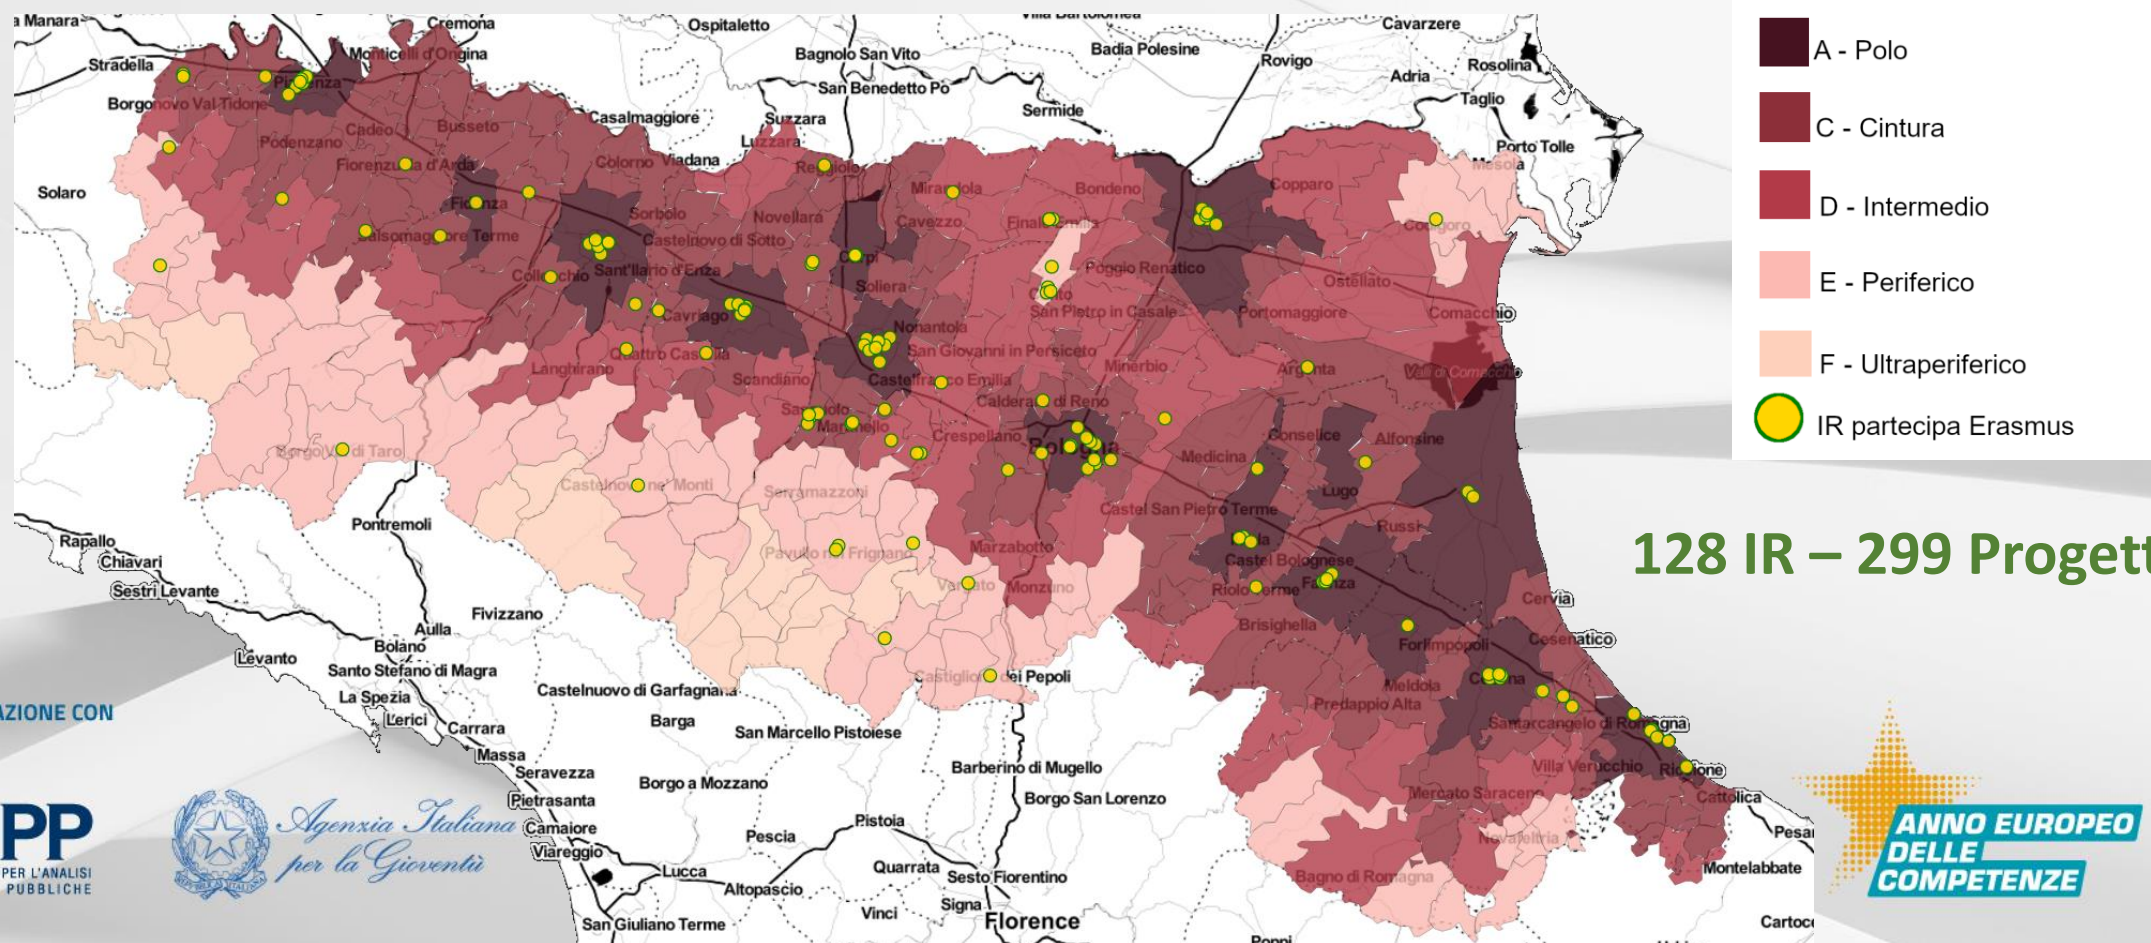 a Manara
Cremona
Ospitaletto
Villa Bartolomea
Cavarzere
Stradella
Monticelli d'Ongina
Bagnolo San Vito
Badia Polesine
Rovigo
Adria
Rosolina
Piacenza
San Benedetto Po
Taglio
Borgonovo Val Tidone
Casalmaggiore
Suzzara
Sermide
Cadeo
Busseto
Podenzano
Luzzara
Porto Tolle
Fiorenzuola d'Arda
Colorno
Viadana
Reggiolo
Mesola
Solaro
Mirandola
Bondeno
Copparo
Fidenza
Sorbolo
Novellara
Cavezzo
Finale Emilia
Codigoro
Salsomaggiore Terme
Castelnovo di Sotto
Carpi
Collecchio
Sant'Ilario d'Enza
Poggio Renatico
Ostellato
Soliera
Cento
Cavriago
San Pietro in Casale
Portomaggiore
Comacchio
Nonantola
Quattro Castella
San Giovanni in Persiceto
Langhirano
Minerbio
Argenta
Valli di Comacchio
Scandiano
Castelfranco Emilia
Sassuolo
Calderara di Reno
Maranello
Crespellano
Bologna
Conselice
Alfonsine
Borgo Val di Taro
Medicina
Castelnovo ne' Monti
Serramazzoni
Lugo
Castel San Pietro Terme
Pontremoli
Russi
Rapallo
Imola
Chiavari
Pavullo nel Frignano
Marzabotto
Castel Bolognese
Sestri Levante
Vergato
Monzuno
Riolo Terme
Faenza
Cervia
Fivizzano
Brisighella
Aulla
Bolano
Forlimpopoli
Cesenatico
Levanto
Santo Stefano di Magra
Castiglione dei Pepoli
Cesena
La Spezia
Castelnuovo di Garfagnana
Meldola
Predappio Alta
Lerici
Carrara
Barga
San Marcello Pistoiese
Santarcangelo di Romagna
Massa
Seravezza
Borgo a Mozzano
Barberino di Mugello
Villa Verucchio
Riccione
Pietrasanta
Borgo San Lorenzo
Mercato Saraceno
Cattolica
Camaiore
Pescia
Pistoia
Novafeltria
Pesar
Viareggio
Lucca
Quarrata
Sesto Fiorentino
Bagno di Romagna
Montelabbate
Altopascio
Signa
San Giuliano Terme
Vinci
Florence
Cartoce
Poppi
A - Polo
C - Cintura
D - Intermedio
E - Periferico
F - Ultraperiferico
IR partecipa Erasmus
128 IR – 299 Progett
AZIONE CON
PP
PER L'ANALISI
PUBBLICHE
Agenzia Italiana
per la Gioventù
ANNO EUROPEO
DELLE
COMPETENZE